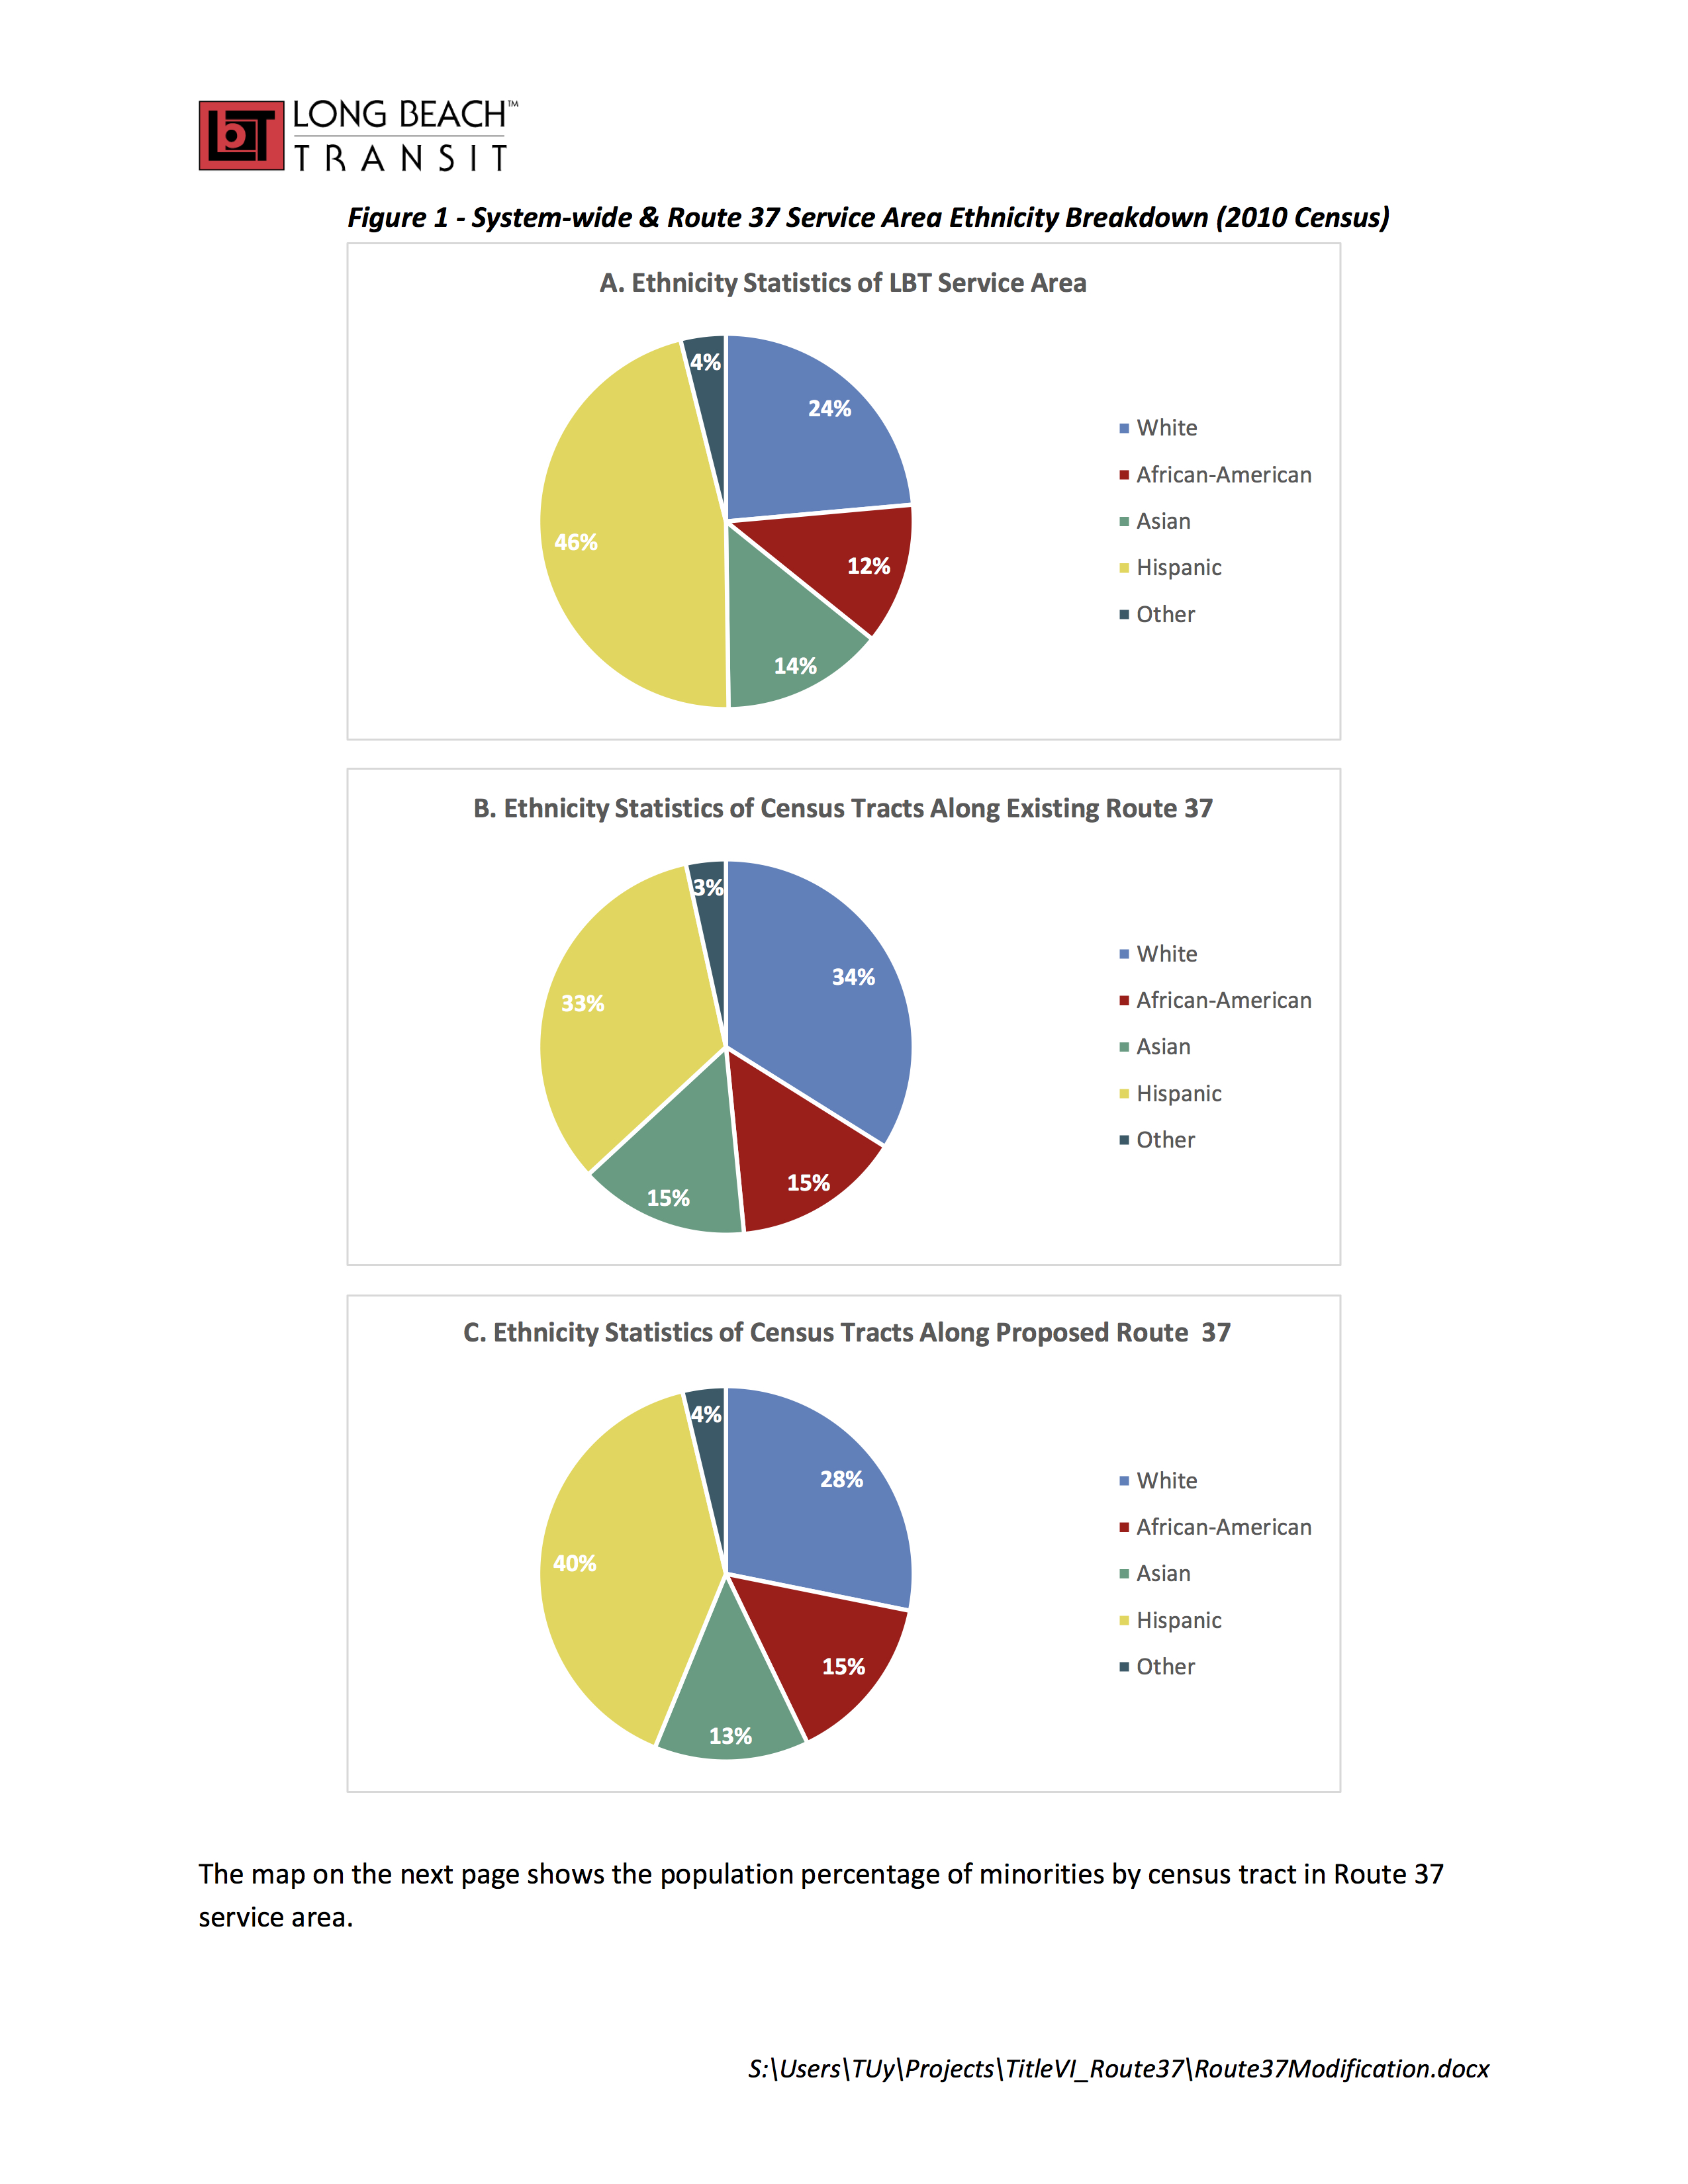 LONG BEACH™
TRANSIT
Figure 1 - System-wide & Route 37 Service Area Ethnicity Breakdown (2010 Census)
A. Ethnicity Statistics of LBT Service Area
4%
24%
46%
12%
14%
White
African-American
Asian
Hispanic
Other
B. Ethnicity Statistics of Census Tracts Along Existing Route 37
3%
34%
33%
15%
15%
White
African-American
Asian
Hispanic
Other
C. Ethnicity Statistics of Census Tracts Along Proposed Route 37
4%
28%
40%
15%
13%
White
African-American
Asian
Hispanic
Other
The map on the next page shows the population percentage of minorities by census tract in Route 37
service area.
S:\Users\TUy\Projects\TitleVI_Route37\Route37Modification.docx